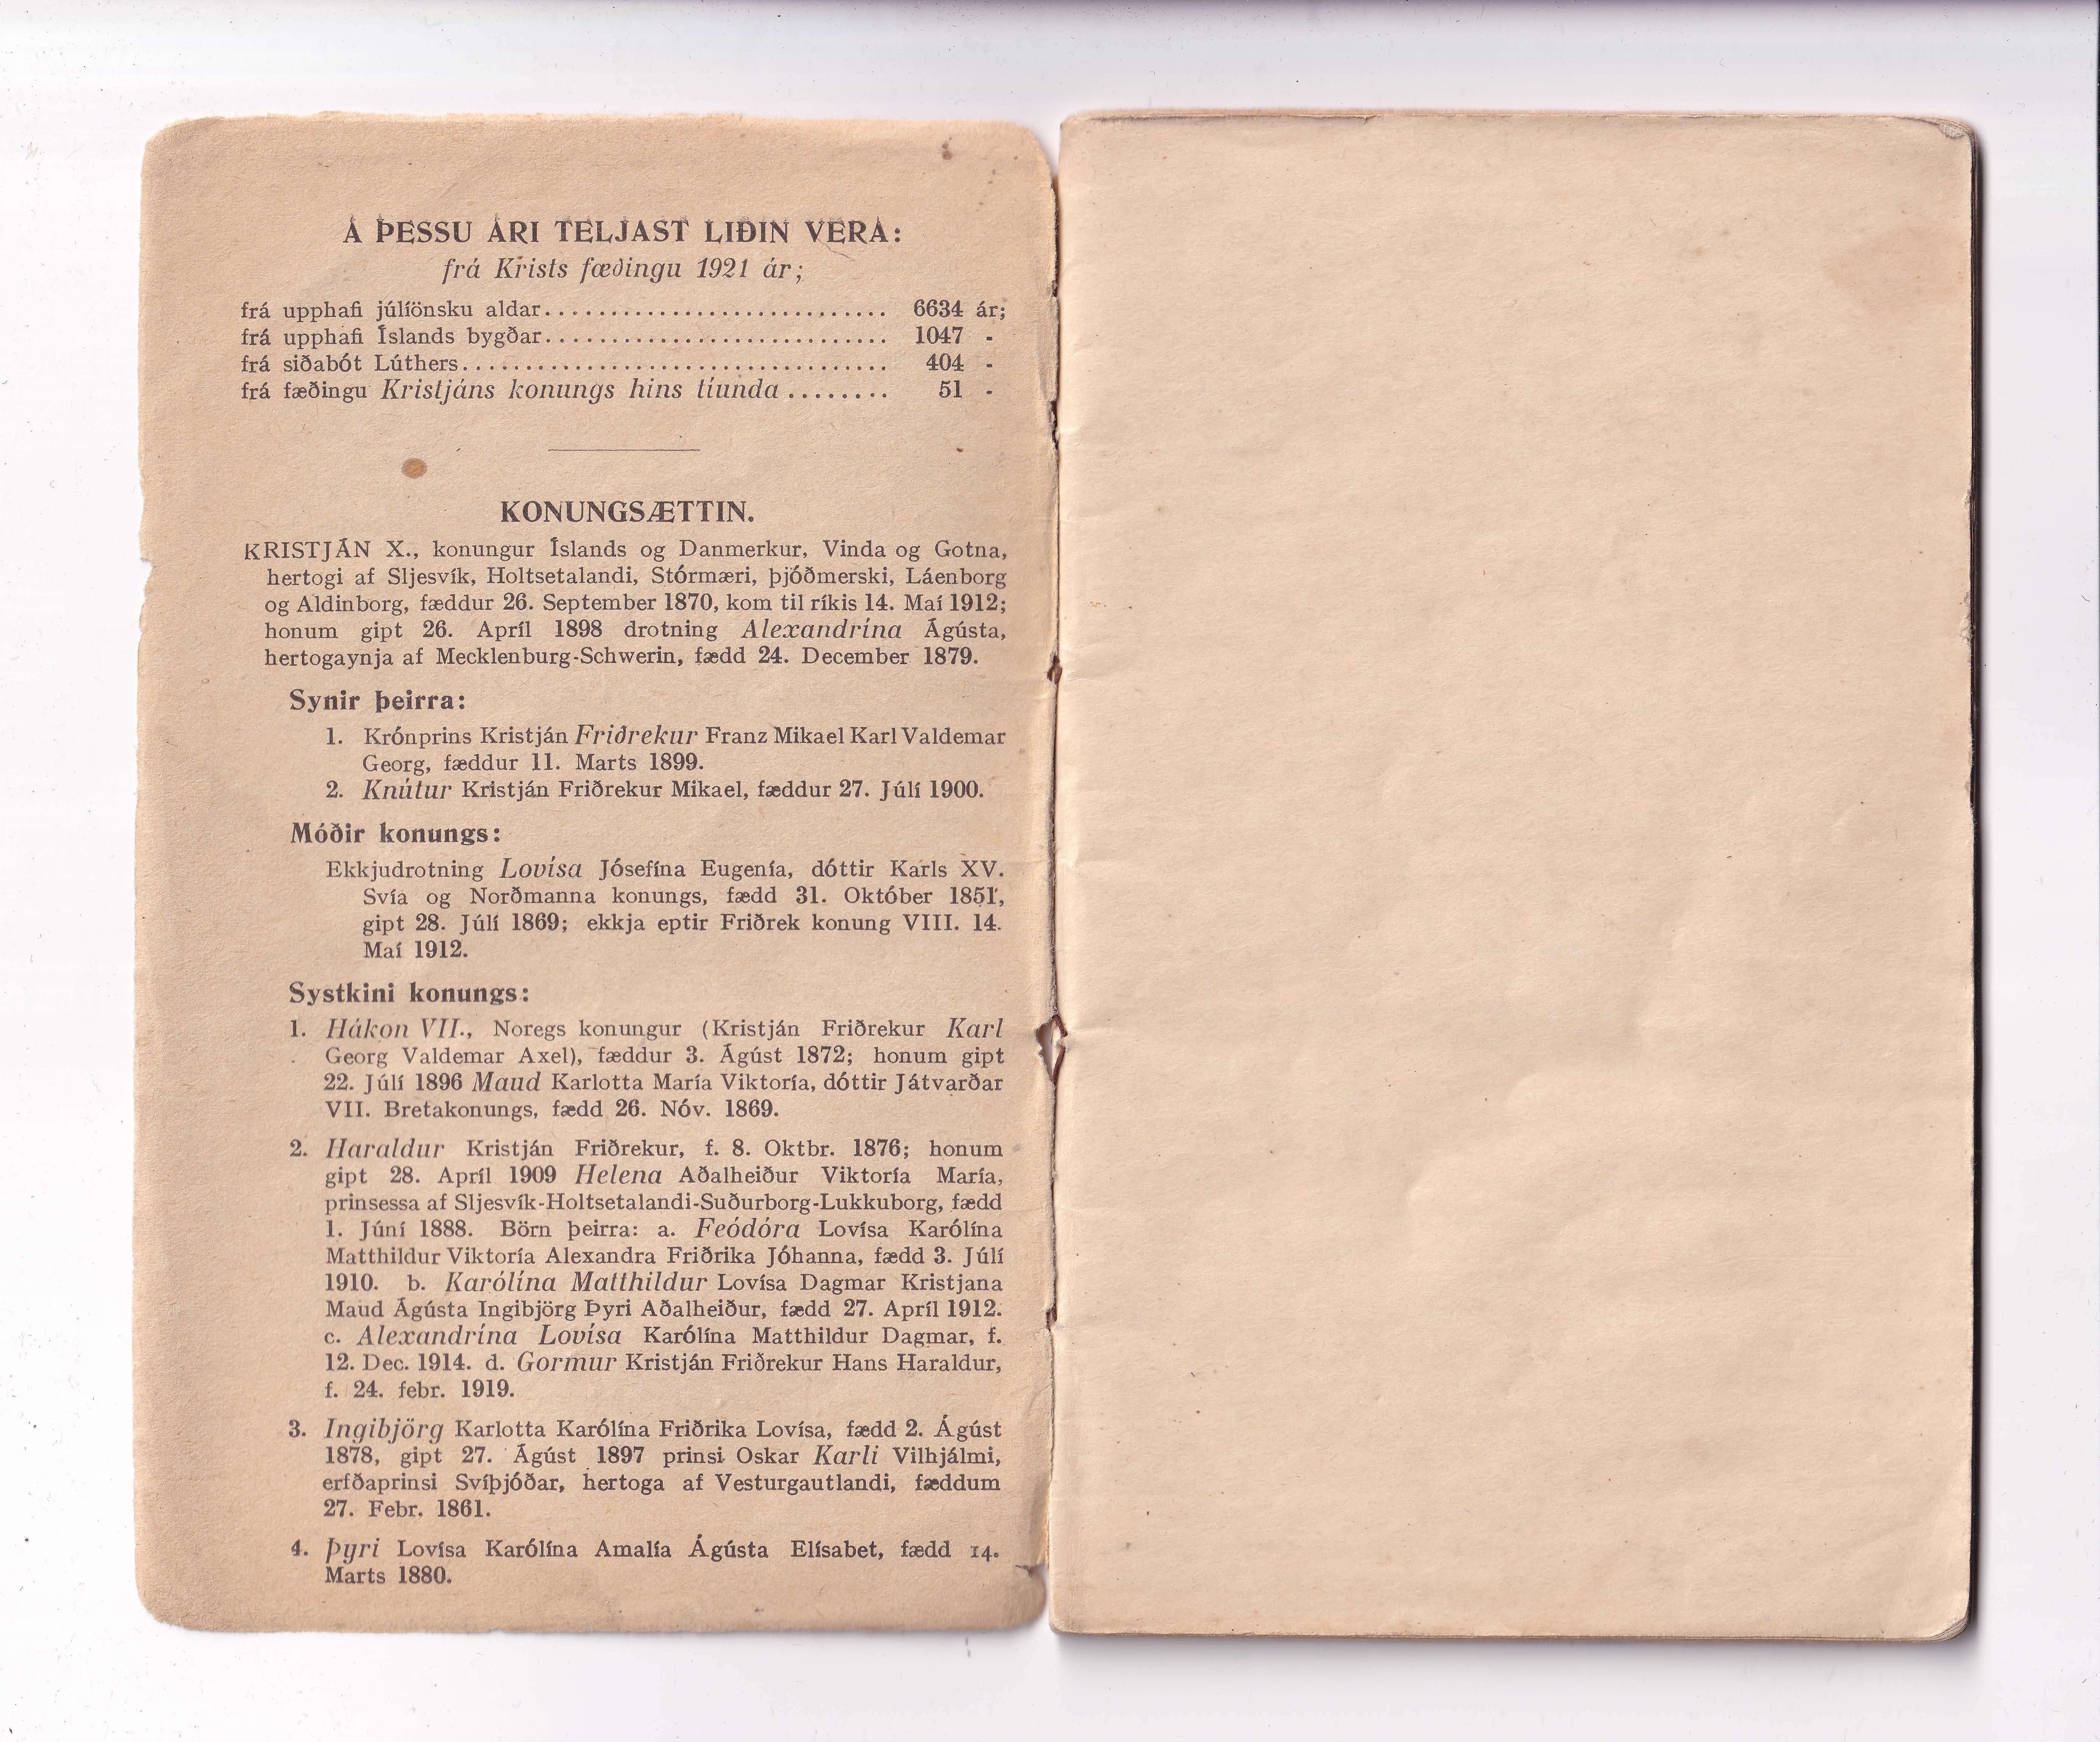 Á ÞESSU ÁRI TELJAST LIÐIN VERA:
frá Krists fæðingu 1921 ár;
frá upphafi júlíönsku aldar............................. 6634 ár;
frá upphafi Íslands bygðar............................. 1047 -
frá siðabót Lúthers.................................... 404 -
frá fæðingu Kristjáns konungs hins tíunda ........ 51 -
KONUNGSÆTTIN.
KRISTJÁN X., konungur Íslands og Danmerkur, Vinda og Gotna,
hertogi af Sljesvík, Holtsetalandi, Stórmæri, þjóðmerski, Láenborg
og Aldinborg, fæddur 26. September 1870, kom til ríkis 14. Maí 1912;
honum gipt 26. Apríl 1898 drotning Alexandrína Ágústa,
hertogaynja af Mecklenburg-Schwerin, fædd 24. December 1879.
Synir þeirra:
1. Krónprins Kristján Friðrekur Franz Mikael Karl Valdemar
Georg, fæddur 11. Marts 1899.
2. Knútur Kristján Friðrekur Mikael, fæddur 27. Júlí 1900.
Móðir konungs:
Ekkjudrotning Lovísa Jósefína Eugenía, dóttir Karls XV.
Svía og Norðmanna konungs, fædd 31. Október 1851,
gipt 28. Júlí 1869; ekkja eptir Friðrek konung VIII. 14.
Maí 1912.
Systkini konungs:
1. Hákon VII., Noregs konungur (Kristján Friðrekur Karl
Georg Valdemar Axel), fæddur 3. Ágúst 1872; honum gipt
22. Júlí 1896 Maud Karlotta María Viktoría, dóttir Játvarðar
VII. Bretakonungs, fædd 26. Nóv. 1869.
2. Haraldur Kristján Friðrekur, f. 8. Oktbr. 1876; honum
gipt 28. Apríl 1909 Helena Aðalheiður Viktoría María,
prinsessa af Sljesvík-Holtsetalandi-Suðurborg-Lukkuborg, fædd
1. Júní 1888. Börn þeirra: a. Feódóra Lovísa Karólína
Matthildur Viktoría Alexandra Friðrika Jóhanna, fædd 3. Júlí
1910. b. Karólína Matthildur Lovísa Dagmar Kristjana
Maud Ágústa Ingibjörg Þyri Aðalheiður, fædd 27. Apríl 1912.
c. Alexandrína Lovísa Karólína Matthildur Dagmar, f.
12. Dec. 1914. d. Gormur Kristján Friðrekur Hans Haraldur,
f. 24. febr. 1919.
3. Ingibjörg Karlotta Karólína Friðrika Lovísa, fædd 2. Ágúst
1878, gipt 27. Ágúst 1897 prinsi Oskar Karli Vilhjálmi,
erfðaprinsi Svíþjóðar, hertoga af Vesturgautlandi, fæddum
27. Febr. 1861.
4. Þyri Lovísa Karólína Amalía Ágústa Elísabet, fædd 14.
Marts 1880.